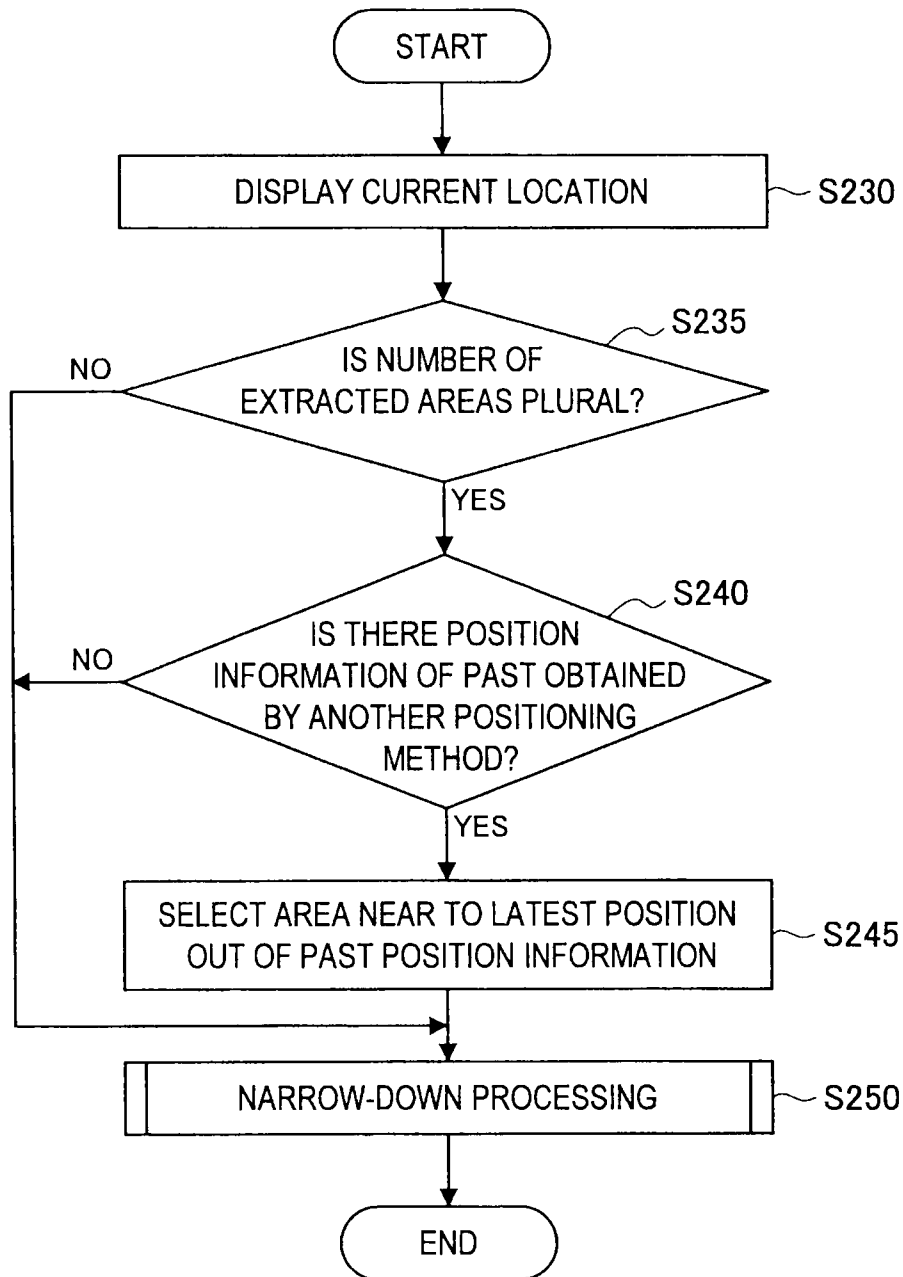 START
DISPLAY CURRENT LOCATION
S230
S235
IS NUMBER OF
EXTRACTED AREAS PLURAL?
NO
YES
S240
IS THERE POSITION
INFORMATION OF PAST OBTAINED
BY ANOTHER POSITIONING
METHOD?
NO
YES
SELECT AREA NEAR TO LATEST POSITION
OUT OF PAST POSITION INFORMATION
S245
NARROW-DOWN PROCESSING
S250
END